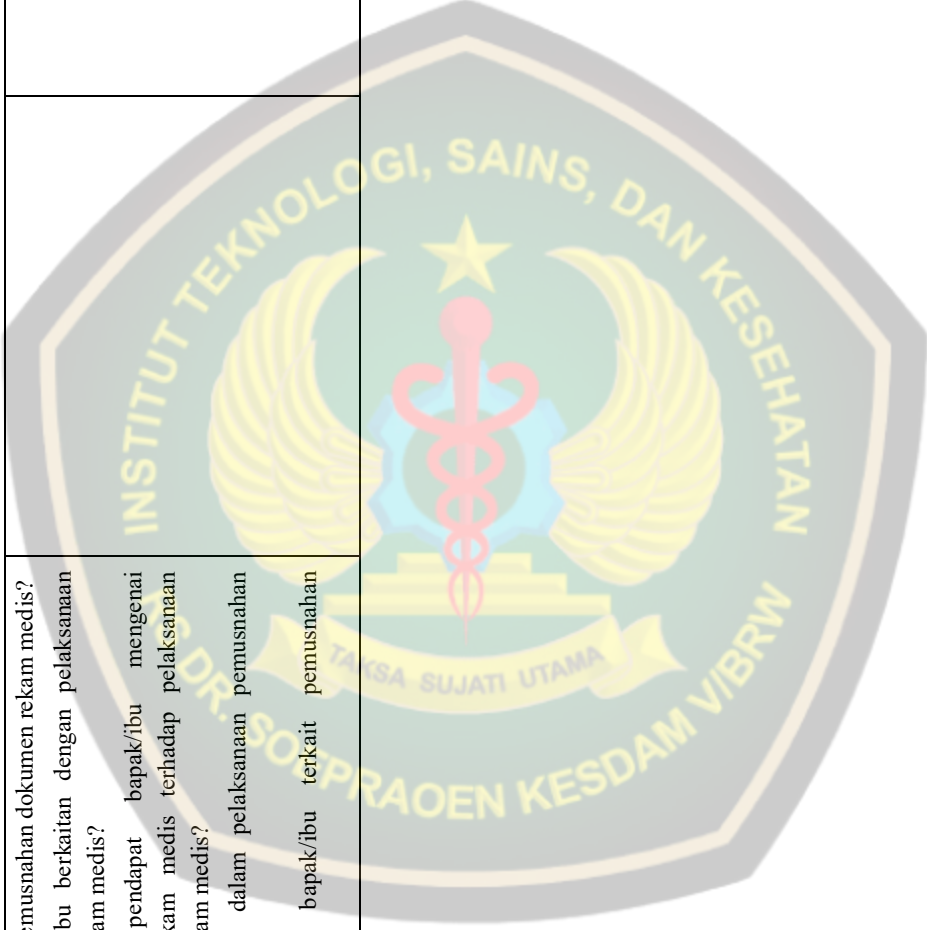 emusnahan dokumen rekam medis?
bu berkaitan dengan pelaksanaan
am medis?
pendapat bapak/ibu mengenai
kam medis terhadap pelaksanaan
am medis?
dalam pelaksanaan pemusnahan
bapak/ibu terkait pemusnahan
INSTITUT TEKNOLOGI, SAINS, DAN KESEHATAN
RS DR. SOEPRAOEN KESDAM V/BRW
TAKSA SUJATI UTAMA